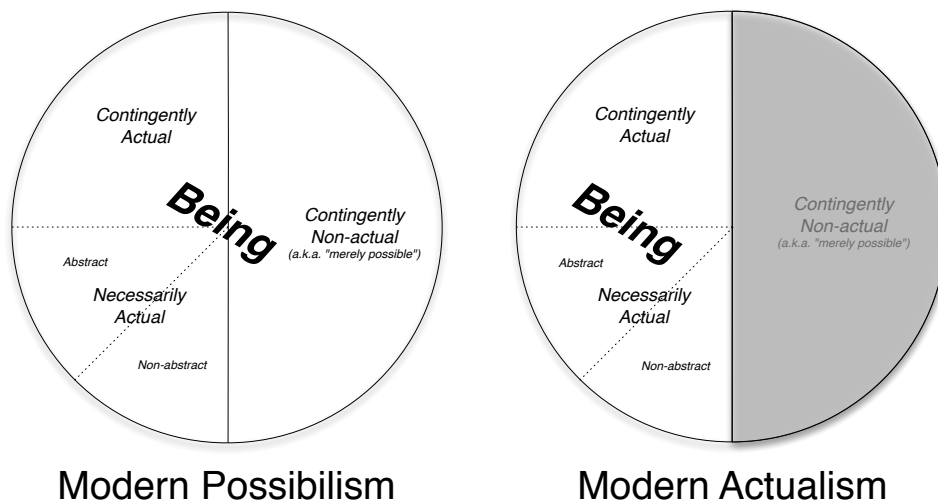 Contingently
Actual
Being
Contingently
Non-actual
(a.k.a. "merely possible")
Abstract
Necessarily
Actual
Non-abstract
Modern Possibilism
Contingently
Actual
Being
Contingently
Non-actual
(a.k.a. "merely possible")
Abstract
Necessarily
Actual
Non-abstract
Modern Actualism